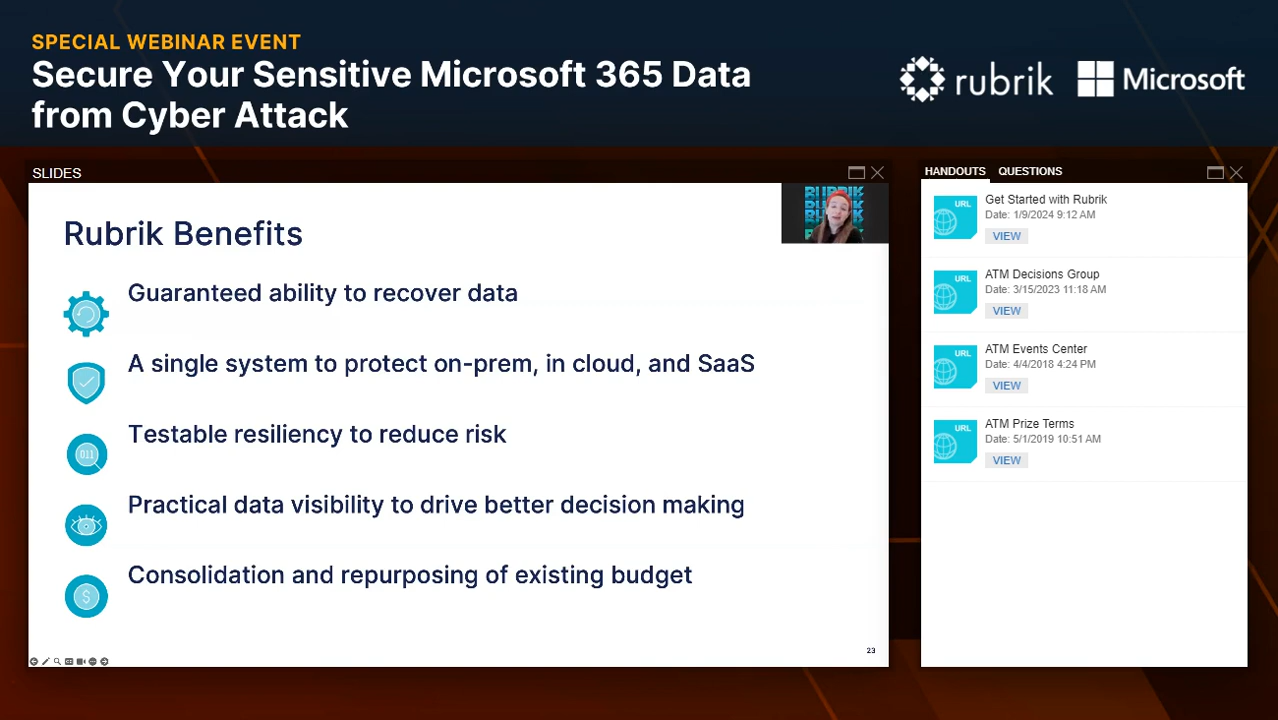 SPECIAL WEBINAR EVENT
Secure Your Sensitive Microsoft 365 Data
from Cyber Attack
rubrik
Microsoft
SLIDES
Rubrik Benefits
RUBRIK
Guaranteed ability to recover data
A single system to protect on-prem, in cloud, and SaaS
011
Testable resiliency to reduce risk
Practical data visibility to drive better decision making
$
Consolidation and repurposing of existing budget
23
HANDOUTS QUESTIONS
URL
Get Started with Rubrik
Date: 1/9/2024 9:12 AM
VIEW
URL
ATM Decisions Group
Date: 3/15/2023 11:18 AM
VIEW
URL
ATM Events Center
Date: 4/4/2018 4:24 PM
VIEW
URL
ATM Prize Terms
Date: 5/1/2019 10:51 AM
VIEW